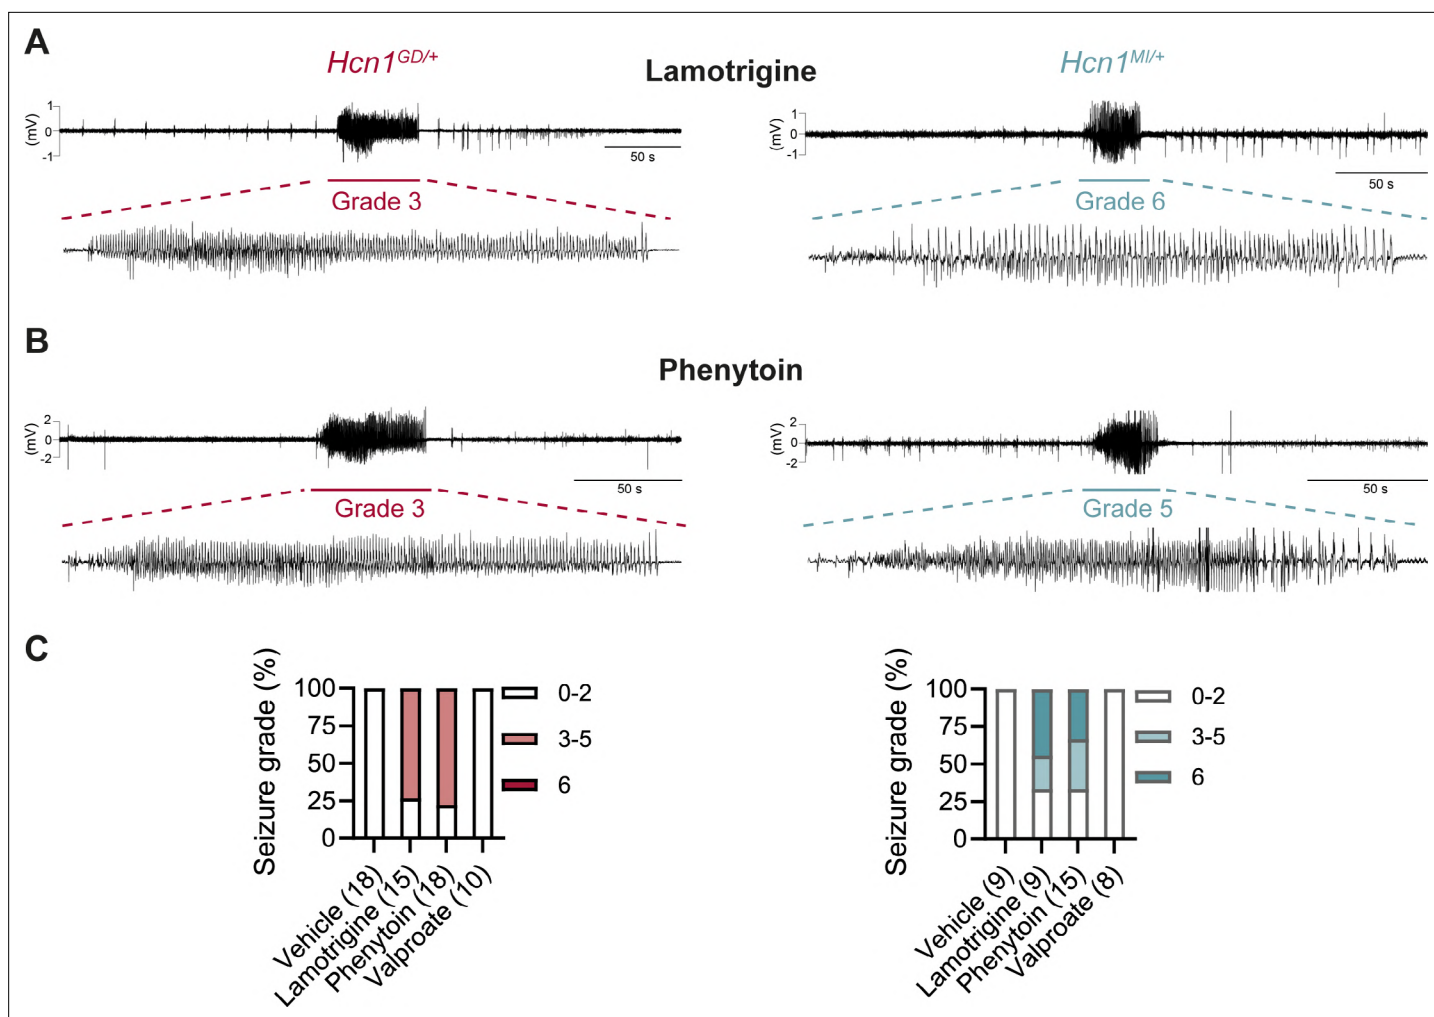 A
Hcn1GD/+
Lamotrigine
Hcn1MI/+
1
0
-1
(mV)
50 s
1
0
-1
(mV)
50 s
Grade 3
Grade 6
B
Phenytoin
2
0
-2
(mV)
50 s
2
0
-2
(mV)
50 s
Grade 3
Grade 5
C
Seizure grade (%)
100
75
50
25
0
0-2
3-5
6
Vehicle (18)
Lamotrigine (15)
Phenytoin (18)
Valproate (10)
Seizure grade (%)
100
75
50
25
0
0-2
3-5
6
Vehicle (9)
Lamotrigine (9)
Phenytoin (15)
Valproate (8)